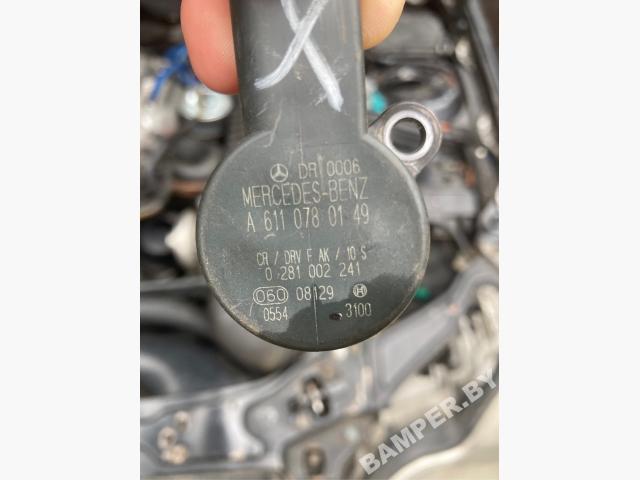 X
DR 0006
MERCEDES-BENZ
A 611 078 01 49
CR / DRV F AK / 10 S
0 281 002 241
060 08129
0554 3100
BAMPER.BY